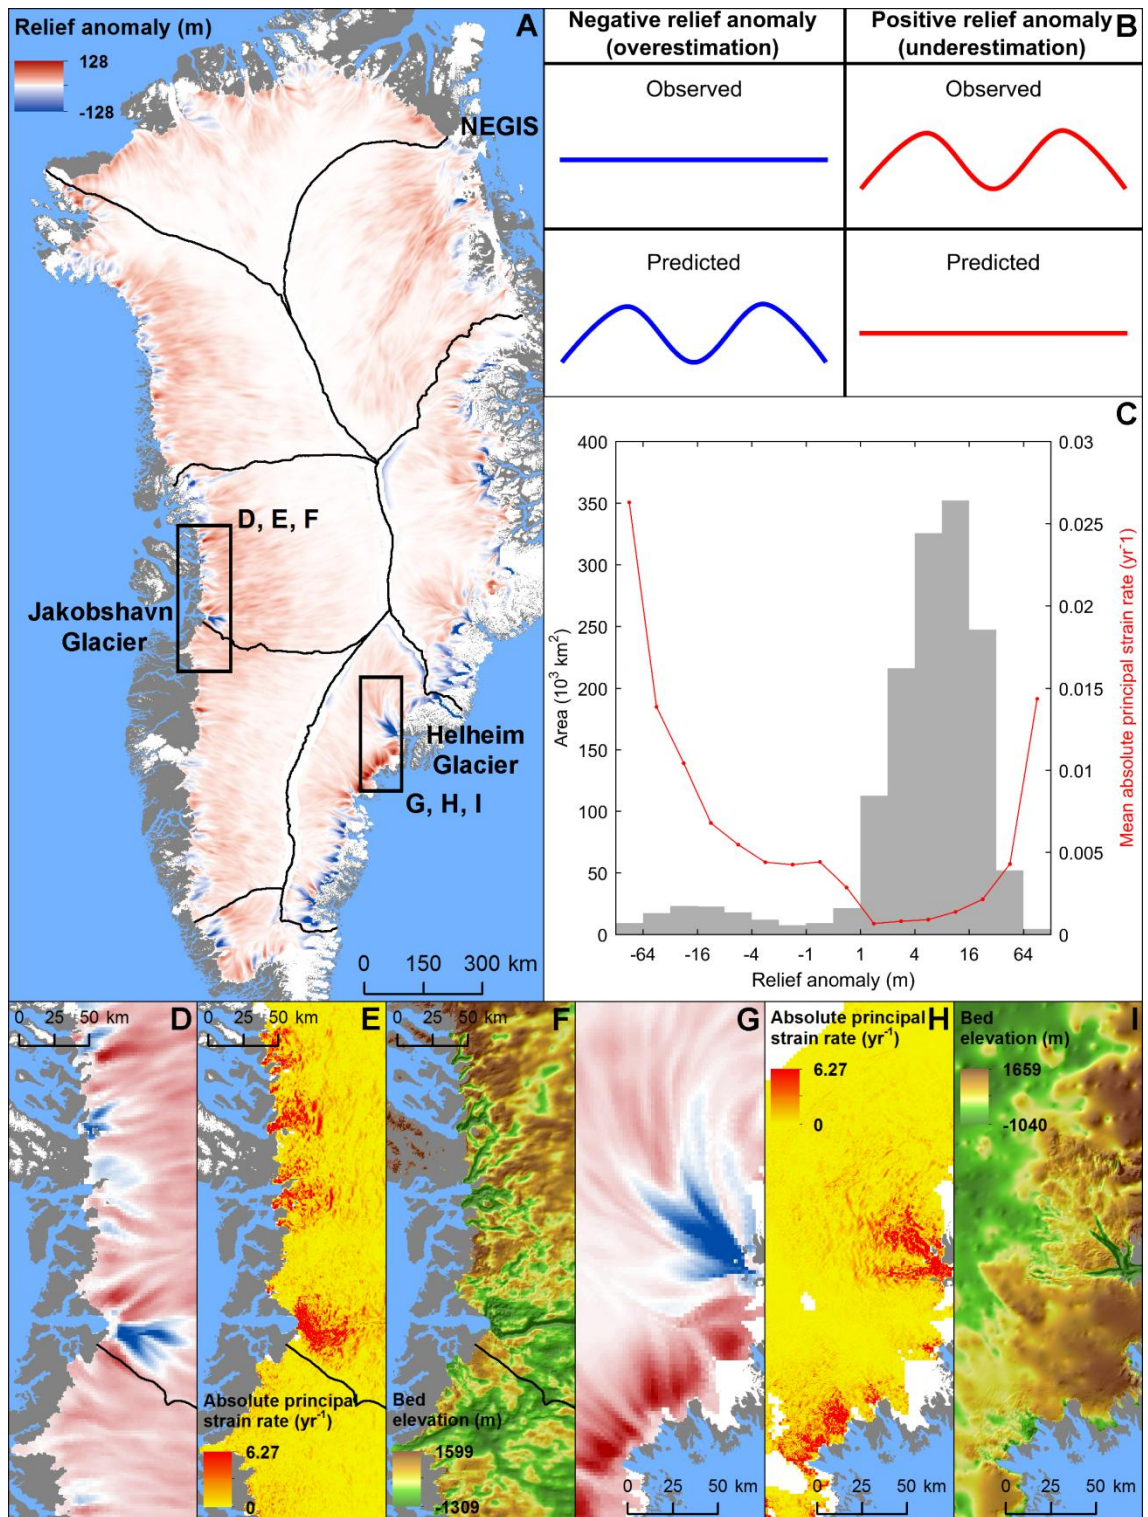 Relief anomaly (m)
128
-128
A
NEGIS
D, E, F
Jakobshavn
Glacier
Helheim
Glacier
G, H, I
0 150 300 km
Negative relief anomaly
(overestimation)
Positive relief anomaly
(underestimation)
B
Observed
Observed
Predicted
Predicted
C
400
350
300
250
200
150
100
50
0
Area (10³ km²)
0.03
0.025
0.02
0.015
0.01
0.005
0
Mean absolute principal strain rate (yr⁻¹)
-64 -16 -4 -1 1 4 16 64
Relief anomaly (m)
D
0 25 50 km
E
0 25 50 km
Absolute principal
strain rate (yr⁻¹)
6.27
0
F
0 25 50 km
Bed
elevation (m)
1599
-1309
G
0 25 50 km
H
Absolute principal
strain rate (yr⁻¹)
6.27
0
0 25 50 km
I
Bed
elevation (m)
1659
-1040
0 25 50 km